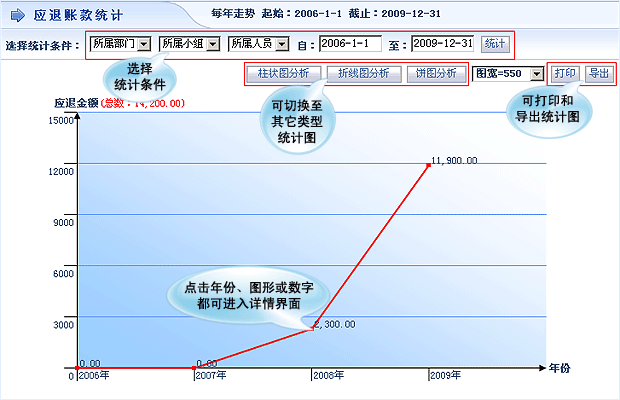 应退账款统计
每年走势 起始：2006-1-1 截止：2009-12-31
选择统计条件： 所属部门 所属小组 所属人员 自： 2006-1-1 至： 2009-12-31 统计
柱状图分析 折线图分析 饼图分析 图宽=550 打印 导出
选择
统计条件
可切换至
其它类型
统计图
可打印和
导出统计图
应退金额(总数：14,200.00)
15000
12000
11,900.00
9000
6000
点击年份、图形或数字
都可进入详情界面
3000
2,300.00
0.00
0.00
年份
0
2006年
2007年
2008年
2009年